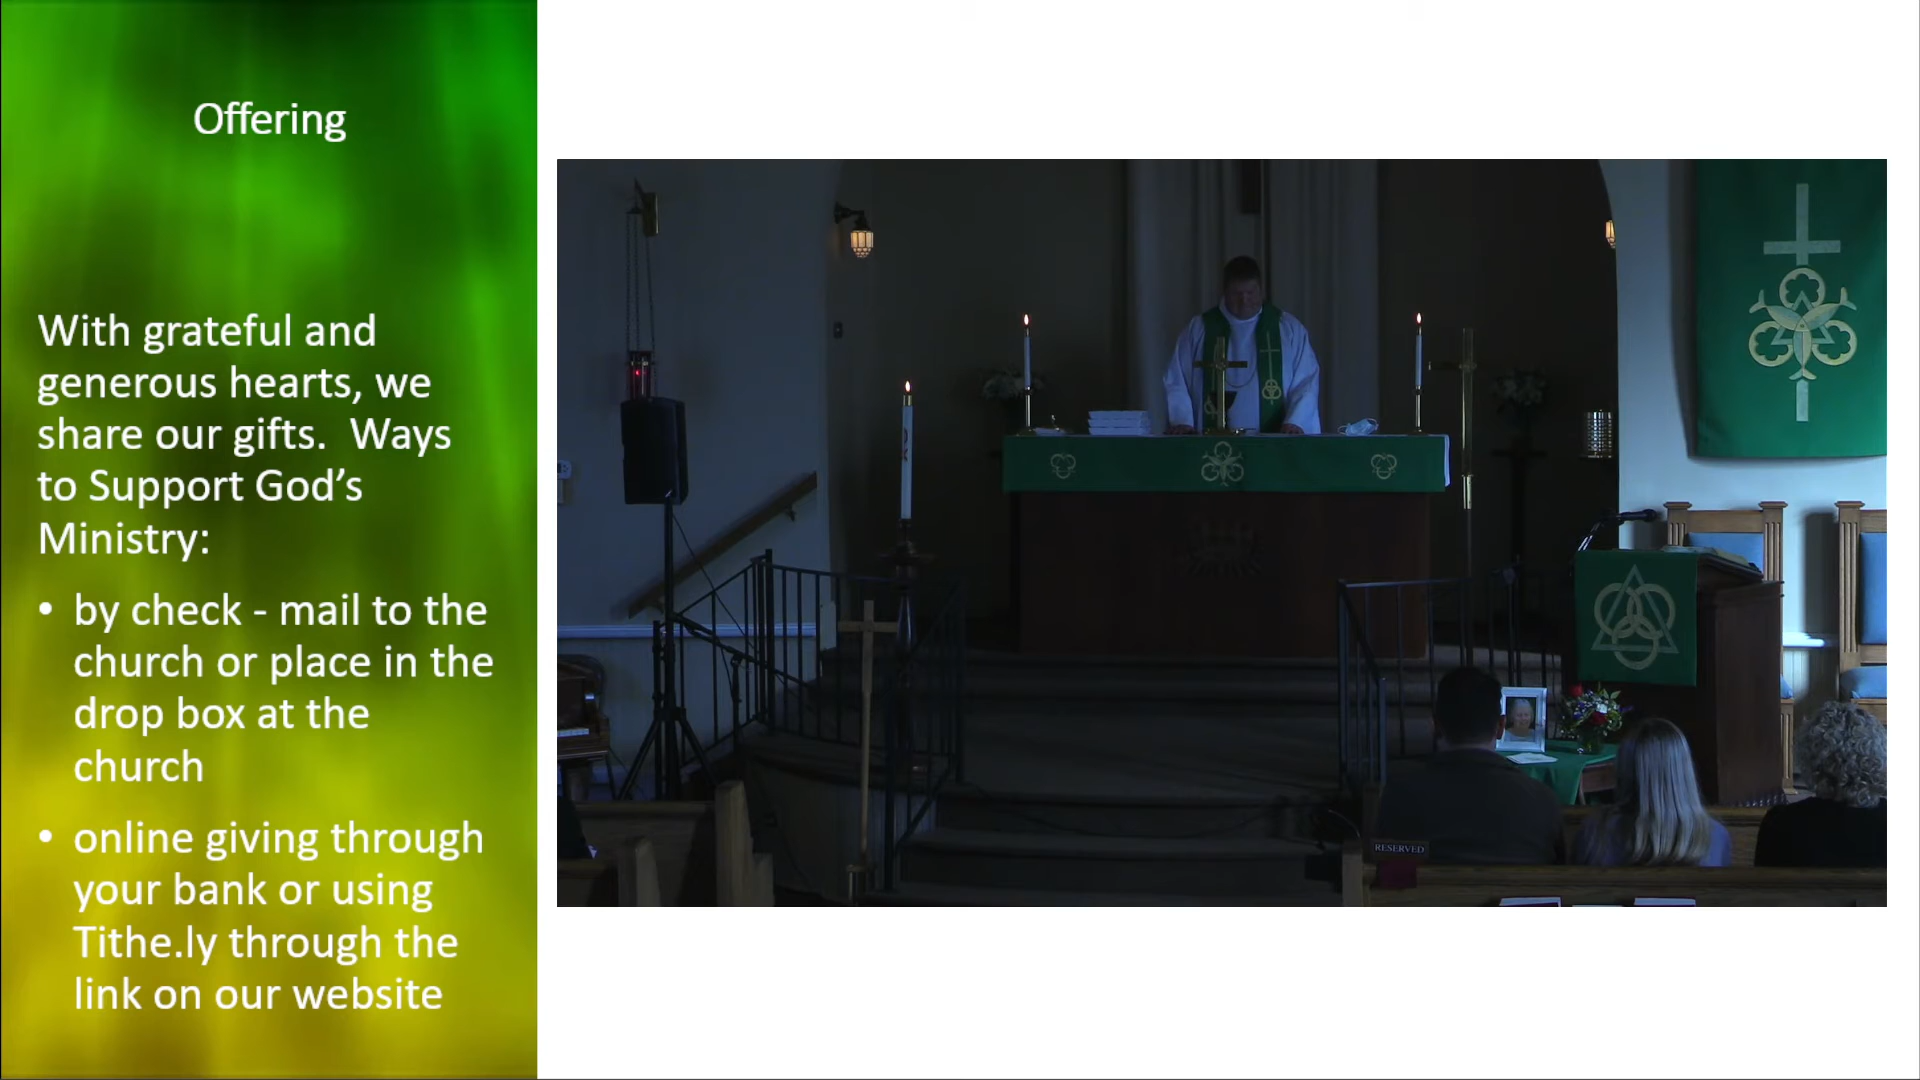 Offering
With grateful and
generous hearts, we
share our gifts.  Ways
to Support God’s
Ministry:
• by check - mail to the
church or place in the
drop box at the
church
• online giving through
your bank or using
Tithe.ly through the
link on our website
RESERVED